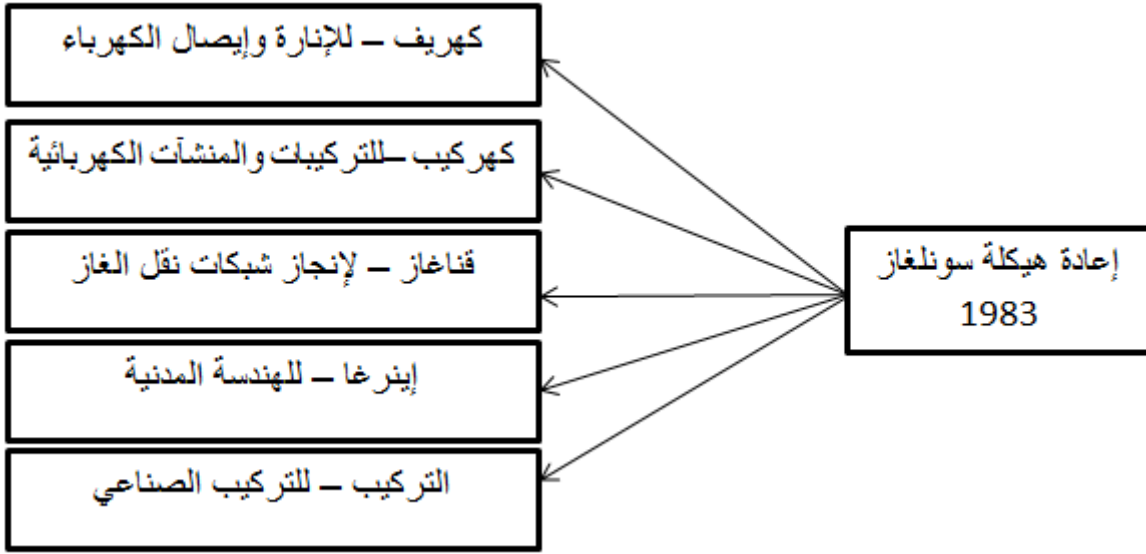 إعادة هيكلة سونلغاز
1983
كهريف – للإنارة وإيصال الكهرباء
كهركيب –للتركيبات والمنشآت الكهربائية
قناغاز – لإنجاز شبكات نقل الغاز
إينرغا – للهندسة المدنية
التركيب – للتركيب الصناعي